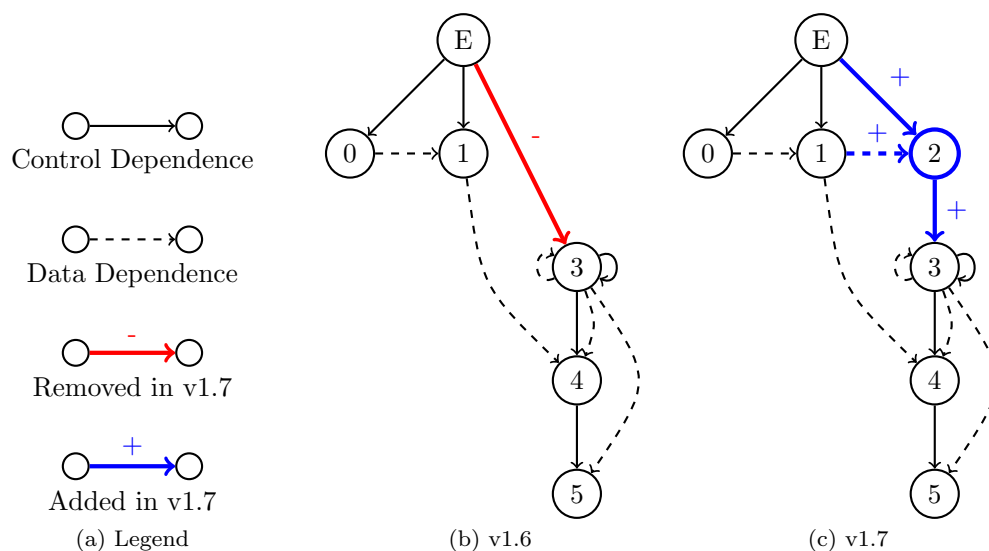 Control Dependence
Data Dependence
-
Removed in v1.7
+
Added in v1.7
(a) Legend
E
0
1
-
3
4
5
(b) v1.6
E
+
0
1
+
2
+
3
4
5
(c) v1.7